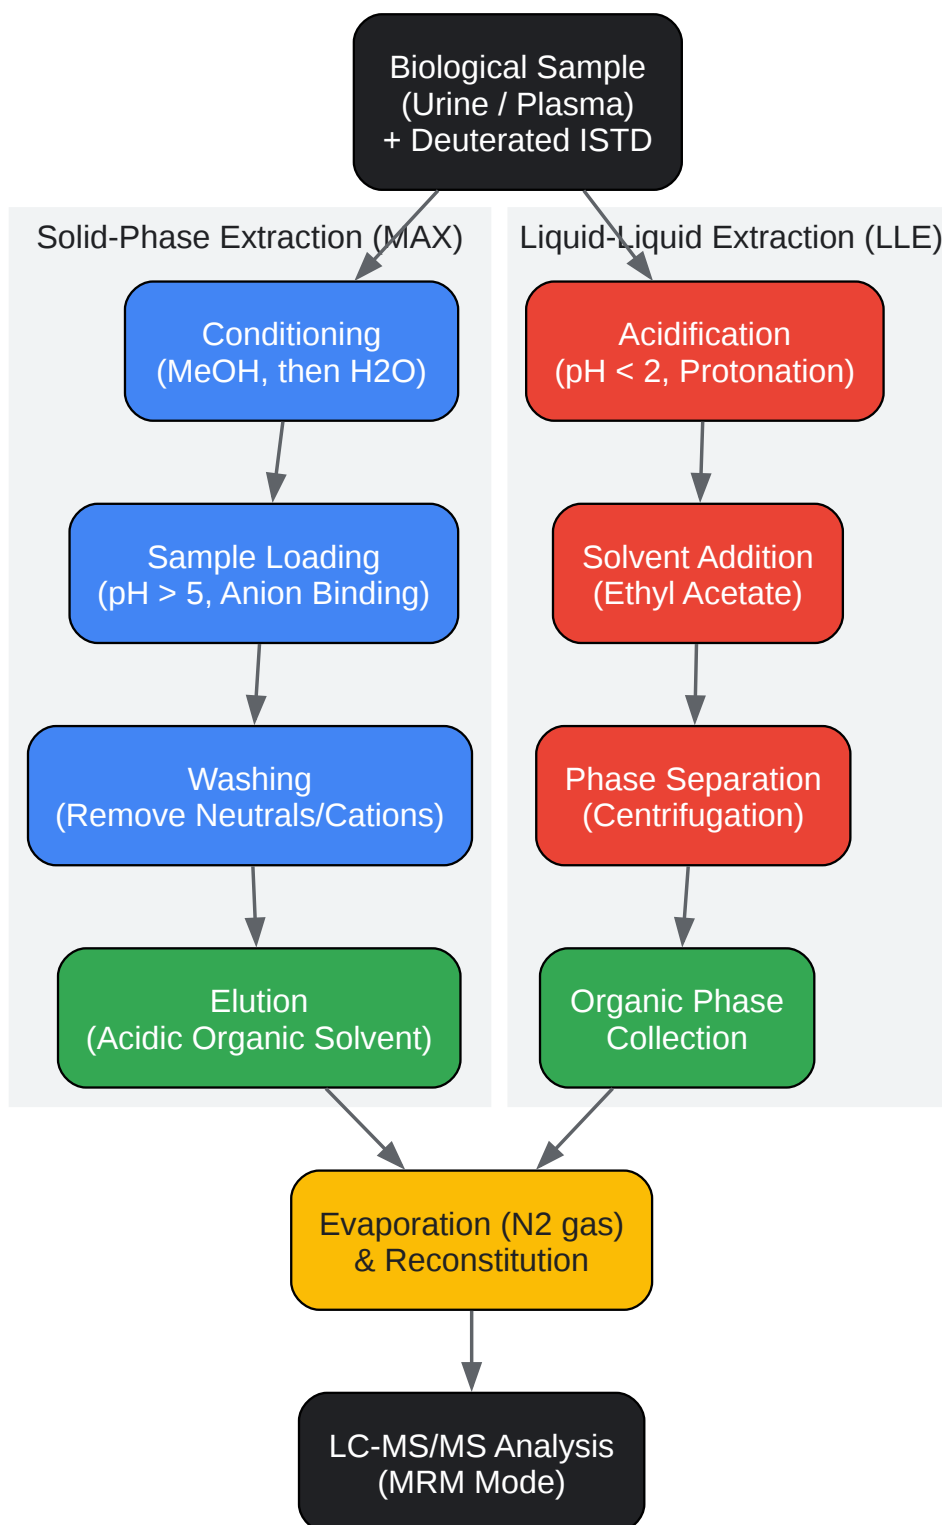 Biological Sample
(Urine / Plasma)
+ Deuterated ISTD
Solid-Phase Extraction (MAX)
Conditioning
(MeOH, then H2O)
Sample Loading
(pH > 5, Anion Binding)
Washing
(Remove Neutrals/Cations)
Elution
(Acidic Organic Solvent)
Liquid-Liquid Extraction (LLE)
Acidification
(pH < 2, Protonation)
Solvent Addition
(Ethyl Acetate)
Phase Separation
(Centrifugation)
Organic Phase
Collection
Evaporation (N2 gas)
& Reconstitution
LC-MS/MS Analysis
(MRM Mode)